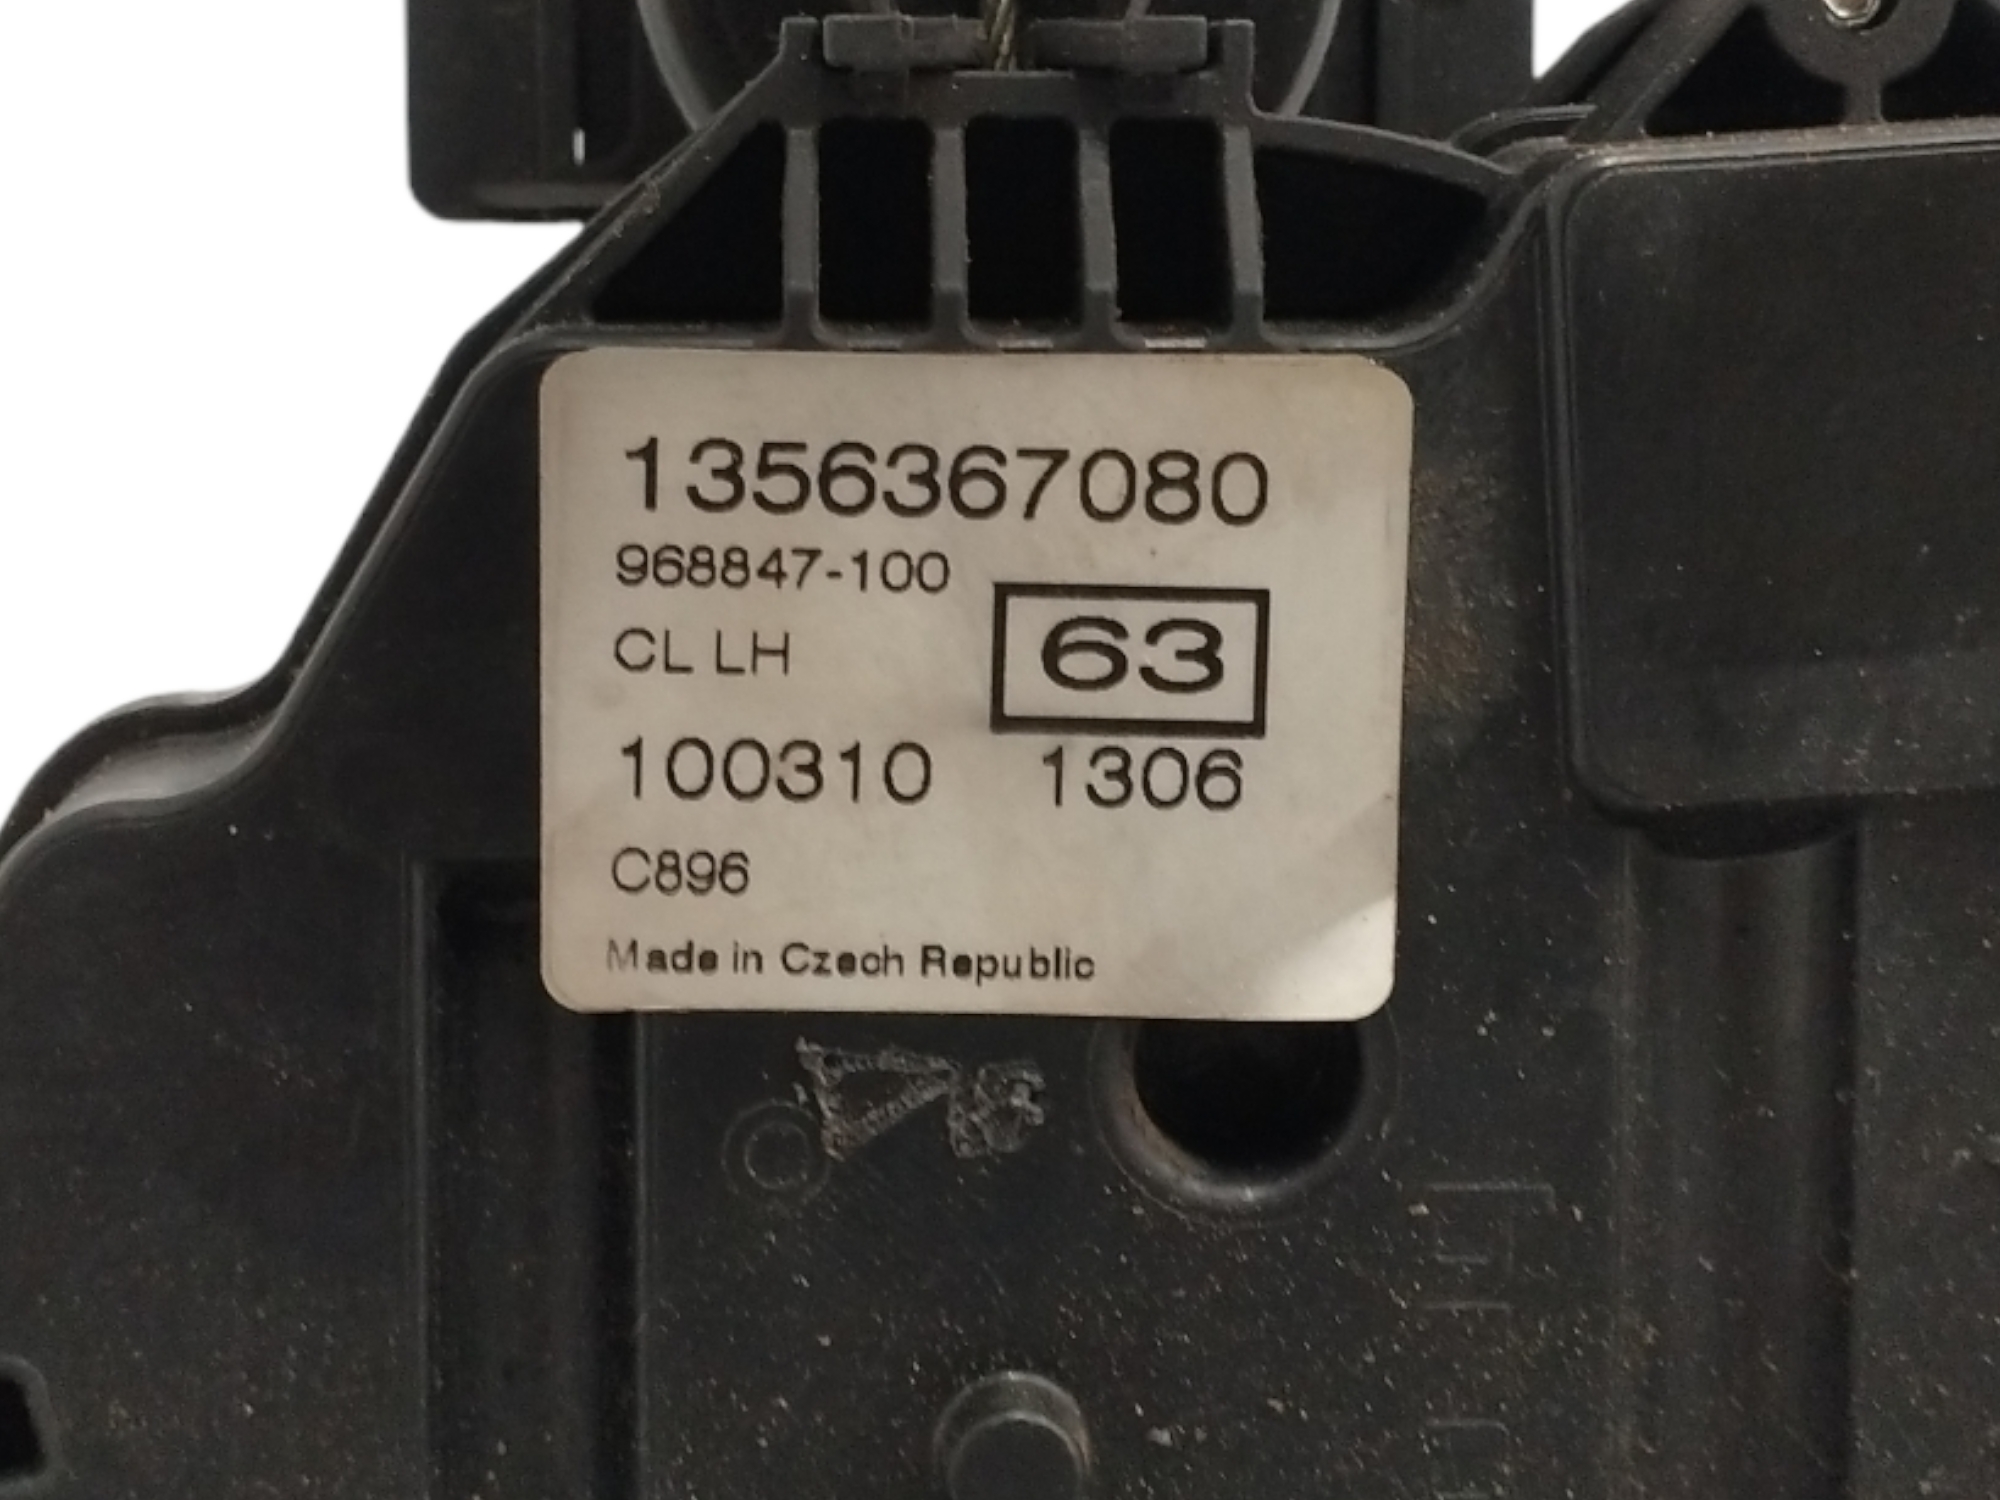 1356367080
968847-100
CL LH
63
100310 1306
C896
Made in Czech Republic